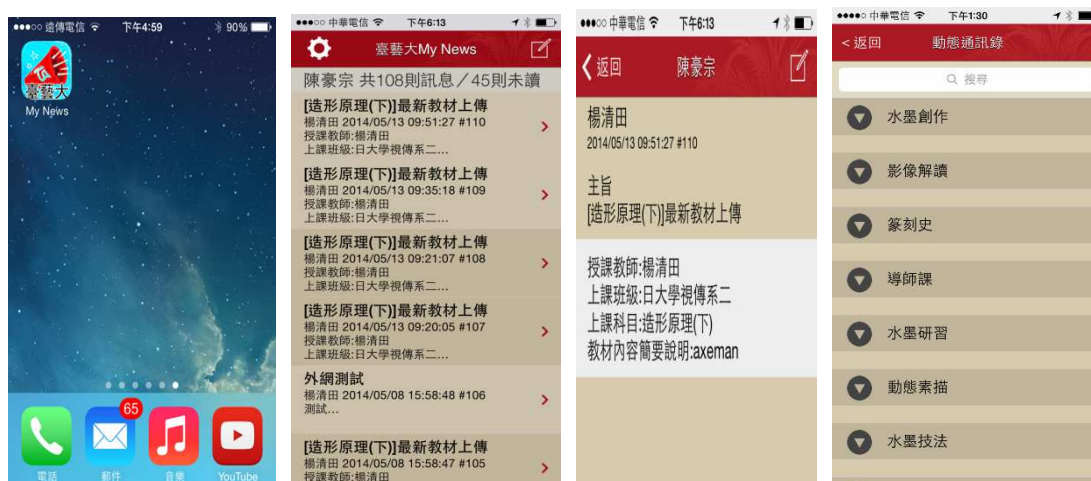 遠傳電信 下午4:59 90%
臺藝大
My News
65
電話 郵件 音樂 YouTube
中華電信 下午6:13
臺藝大My News
陳豪宗 共108則訊息／45則未讀
[造形原理(下)]最新教材上傳
楊清田 2014/05/13 09:51:27 #110
授課教師:楊清田
上課班級:日大學視傳系二...
[造形原理(下)]最新教材上傳
楊清田 2014/05/13 09:35:18 #109
授課教師:楊清田
上課班級:日大學視傳系二...
[造形原理(下)]最新教材上傳
楊清田 2014/05/13 09:21:07 #108
授課教師:楊清田
上課班級:日大學視傳系二...
[造形原理(下)]最新教材上傳
楊清田 2014/05/13 09:20:05 #107
授課教師:楊清田
上課班級:日大學視傳系二...
外網測試
楊清田 2014/05/08 15:58:48 #106
測試...
[造形原理(下)]最新教材上傳
楊清田 2014/05/08 15:58:47 #105
授課教師:楊清田
中華電信 下午6:13
返回 陳豪宗
楊清田
2014/05/13 09:51:27 #110
主旨
[造形原理(下)]最新教材上傳
授課教師:楊清田
上課班級:日大學視傳系二
上課科目:造形原理(下)
教材內容簡要說明:axeman
中華電信 下午1:30
<返回 動態通訊錄
搜尋
水墨創作
影像解讀
篆刻史
導師課
水墨研習
動態素描
水墨技法